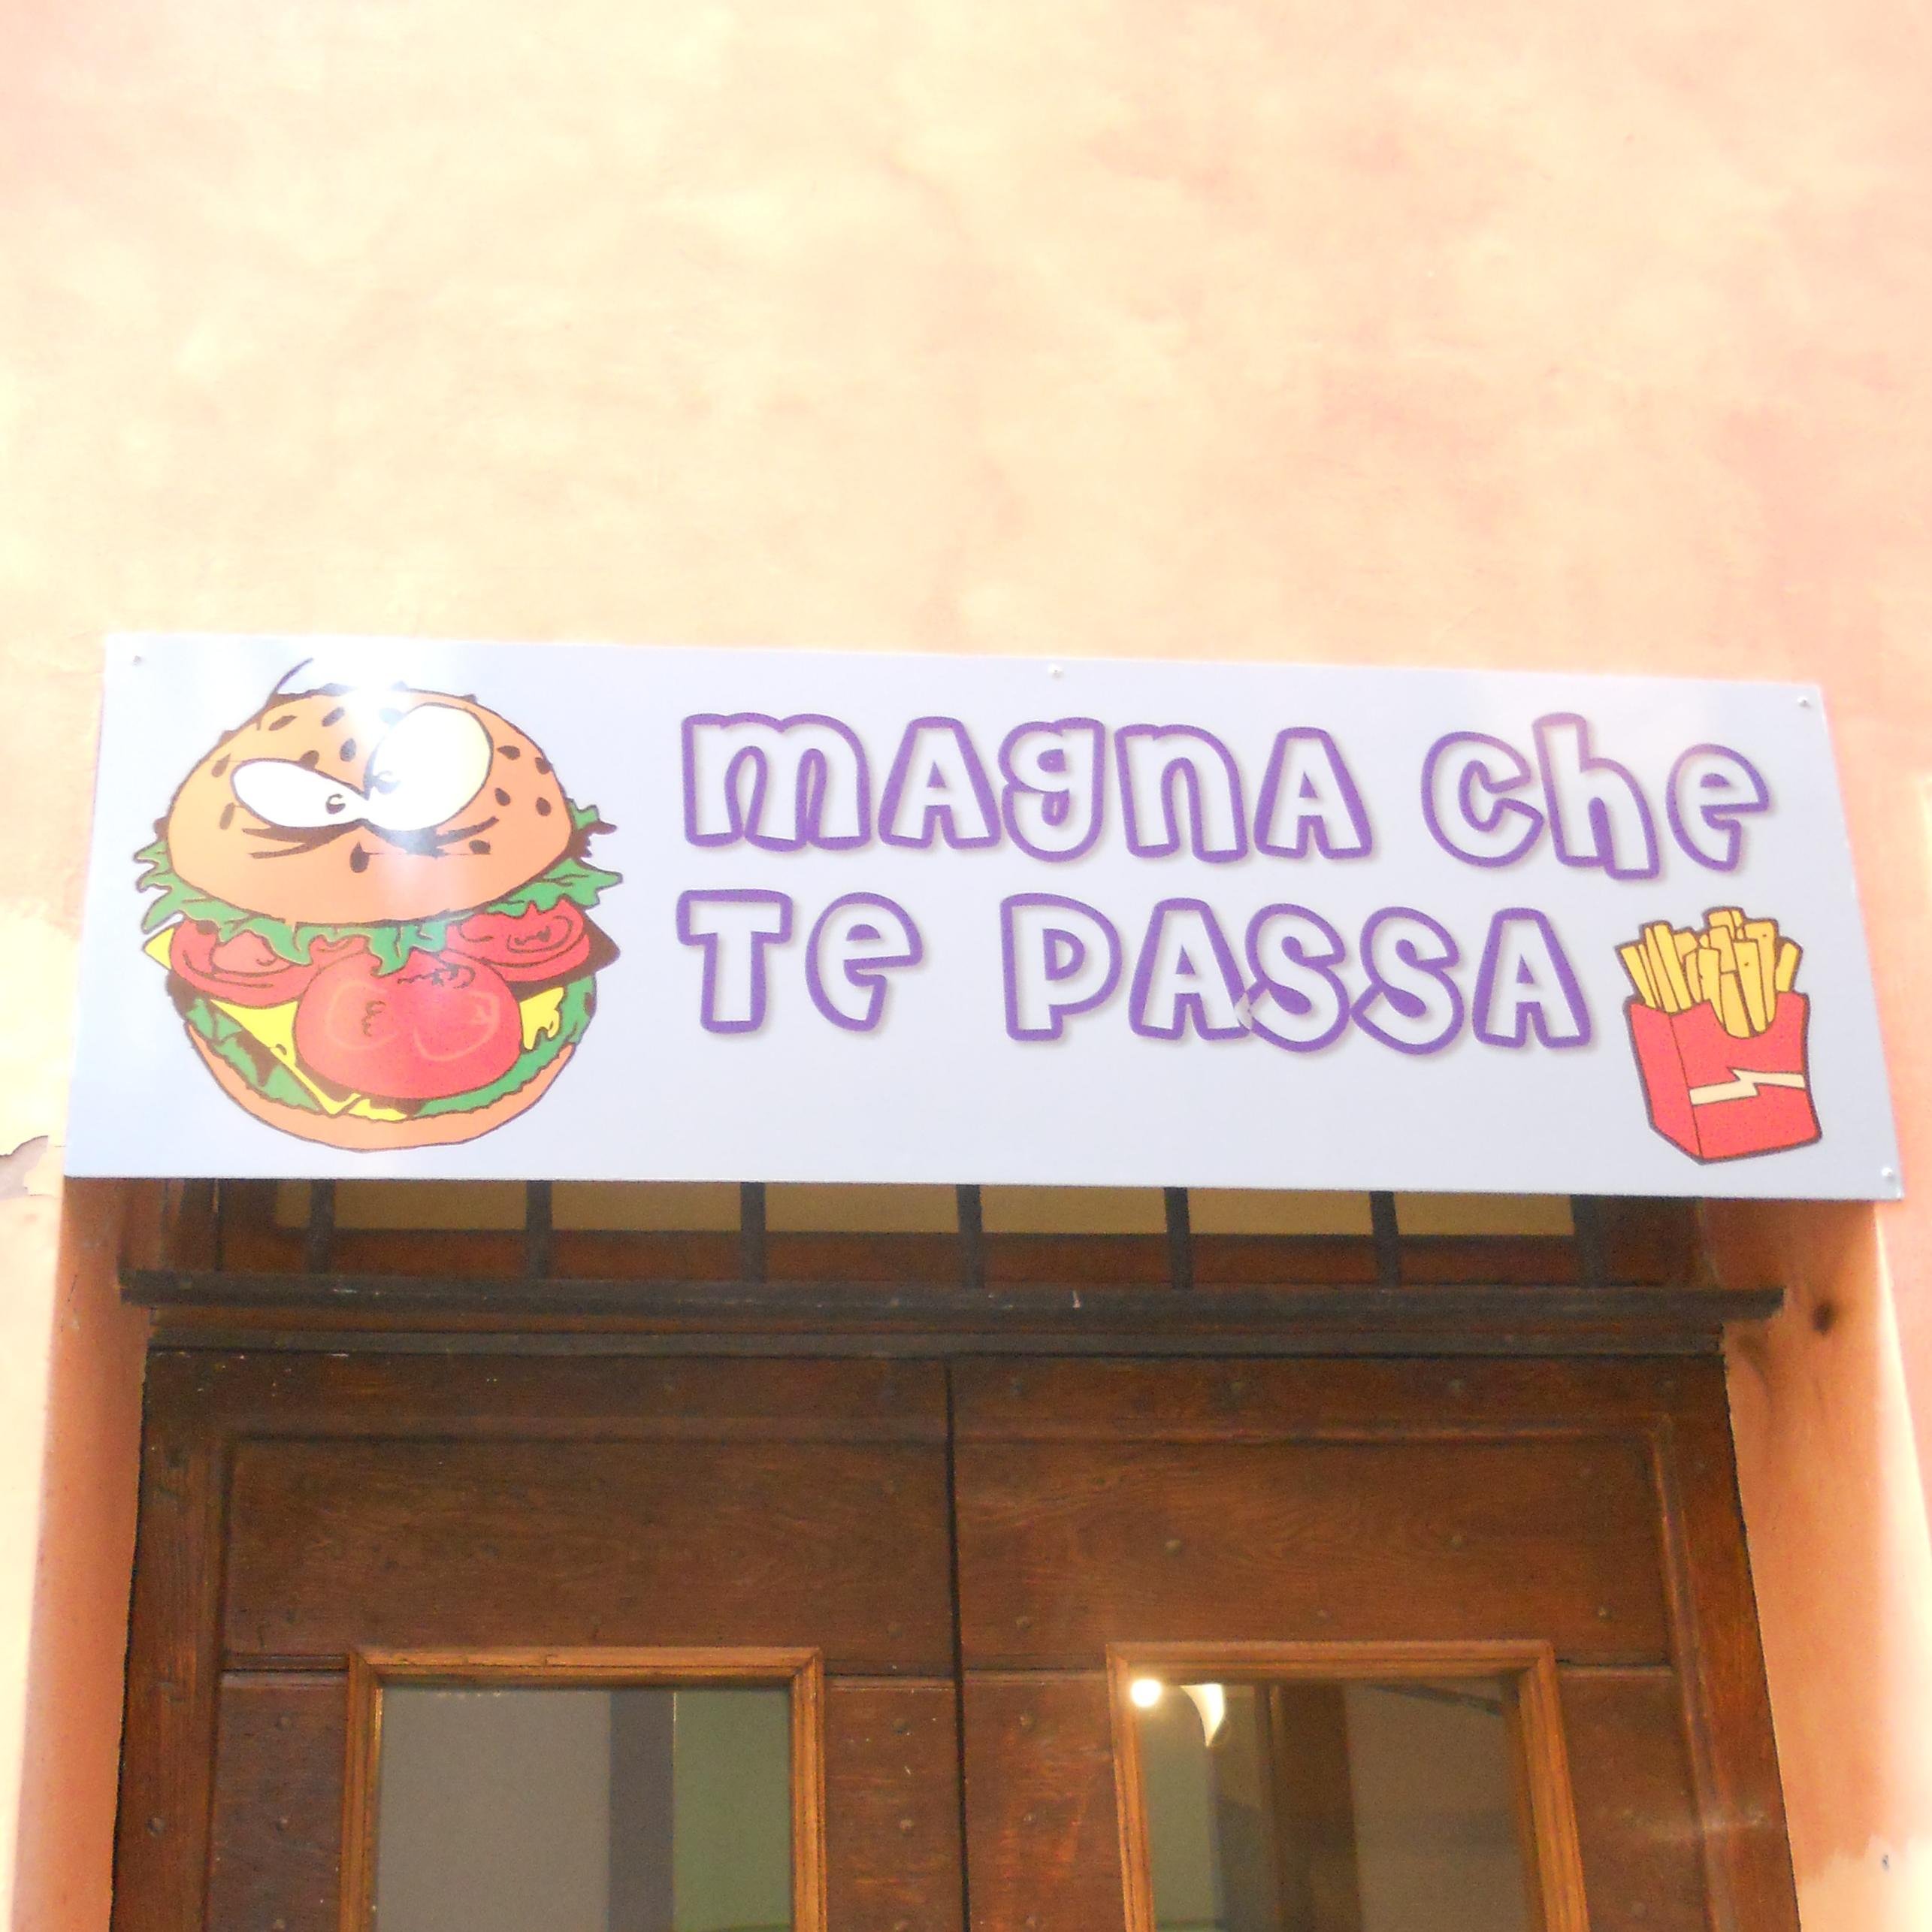 magna che
Te passa